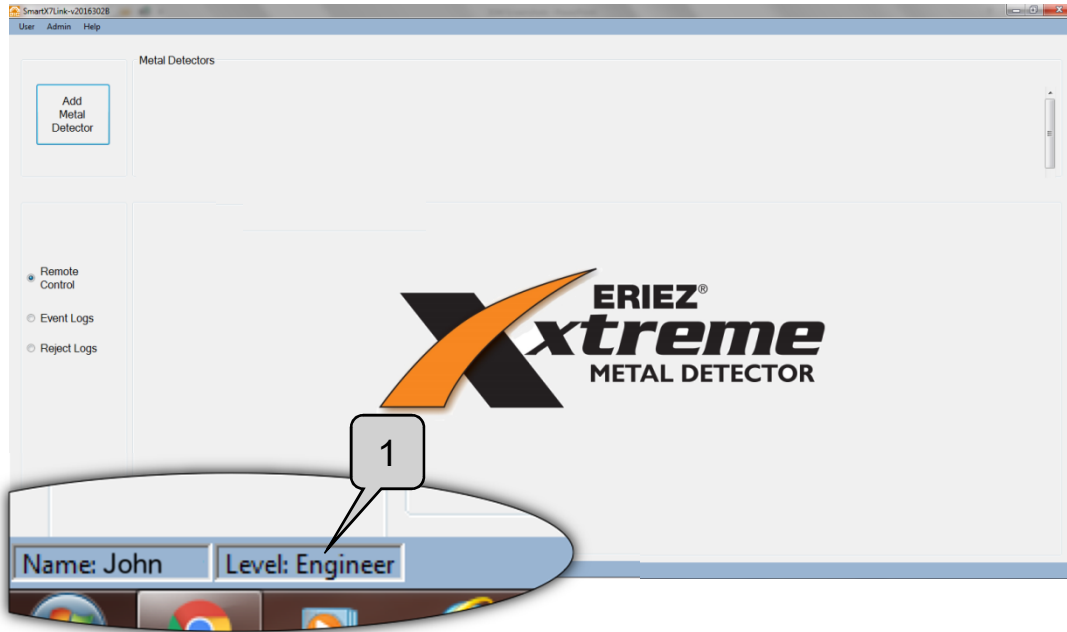 SmartX7Link-v2016302B
User Admin Help
Metal Detectors
Add
Metal
Detector
Remote
Control
Event Logs
Reject Logs
ERIEZ®
xtreme
METAL DETECTOR
1
Name: John Level: Engineer